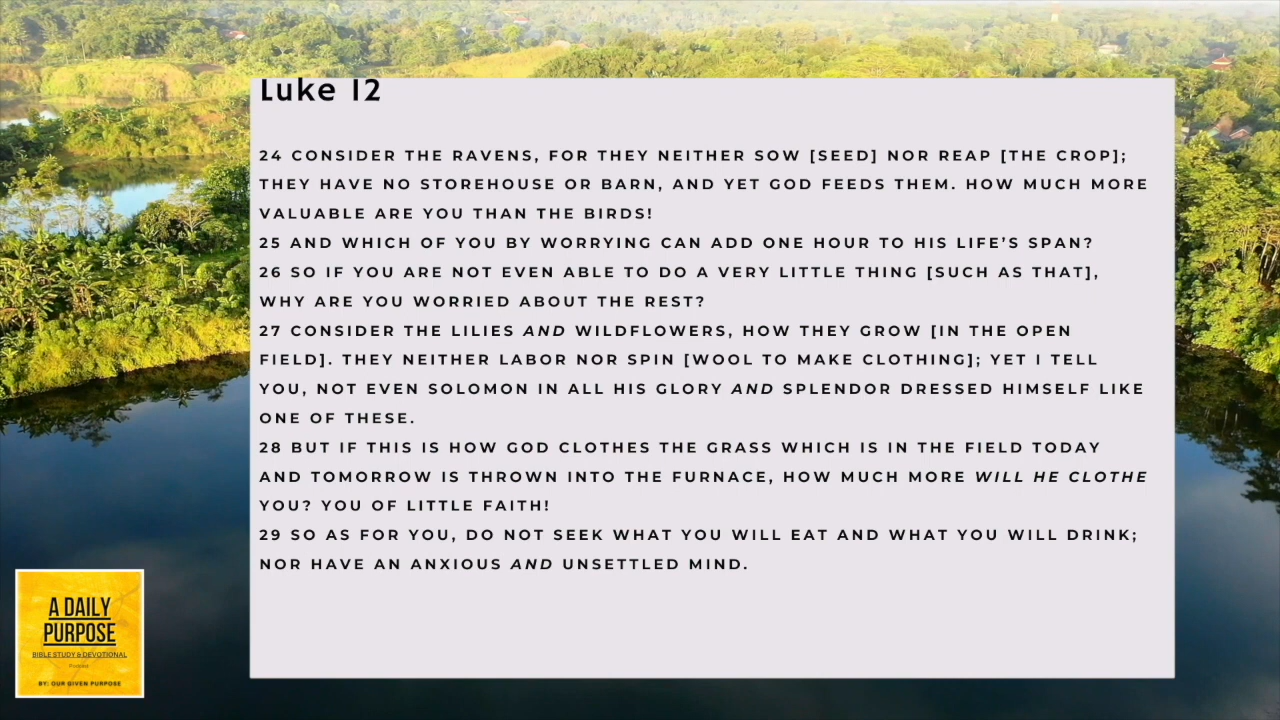 Luke 12
24 CONSIDER THE RAVENS, FOR THEY NEITHER SOW [SEED] NOR REAP [THE CROP];
THEY HAVE NO STOREHOUSE OR BARN, AND YET GOD FEEDS THEM. HOW MUCH MORE
VALUABLE ARE YOU THAN THE BIRDS!
25 AND WHICH OF YOU BY WORRYING CAN ADD ONE HOUR TO HIS LIFE’S SPAN?
26 SO IF YOU ARE NOT EVEN ABLE TO DO A VERY LITTLE THING [SUCH AS THAT],
WHY ARE YOU WORRIED ABOUT THE REST?
27 CONSIDER THE LILIES AND WILDFLOWERS, HOW THEY GROW [IN THE OPEN
FIELD]. THEY NEITHER LABOR NOR SPIN [WOOL TO MAKE CLOTHING]; YET I TELL
YOU, NOT EVEN SOLOMON IN ALL HIS GLORY AND SPLENDOR DRESSED HIMSELF LIKE
ONE OF THESE.
28 BUT IF THIS IS HOW GOD CLOTHES THE GRASS WHICH IS IN THE FIELD TODAY
AND TOMORROW IS THROWN INTO THE FURNACE, HOW MUCH MORE WILL HE CLOTHE
YOU? YOU OF LITTLE FAITH!
29 SO AS FOR YOU, DO NOT SEEK WHAT YOU WILL EAT AND WHAT YOU WILL DRINK;
NOR HAVE AN ANXIOUS AND UNSETTLED MIND.
A DAILY
PURPOSE
BIBLE STUDY & DEVOTIONAL
Podcast
BY: OUR GIVEN PURPOSE